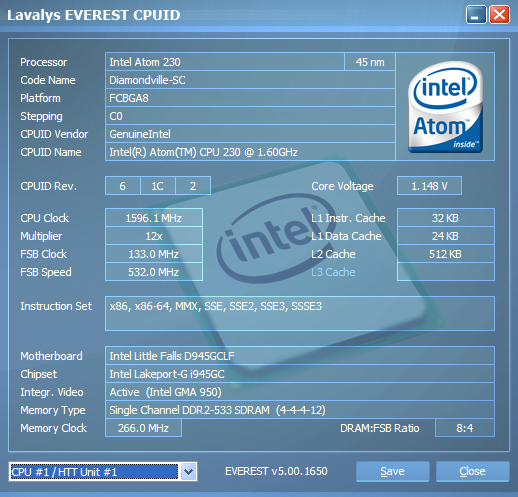 Lavalys EVEREST CPUID
Processor Intel Atom 230 45 nm
Code Name Diamondville-SC
Platform FCBGA8
Stepping C0
CPUID Vendor GenuineIntel
CPUID Name Intel(R) Atom(TM) CPU 230 @ 1.60GHz
intel
Atom™
inside™
CPUID Rev. 6 1C 2 Core Voltage 1.148 V
CPU Clock 1596.1 MHz L1 Instr. Cache 32 KB
Multiplier 12x L1 Data Cache 24 KB
FSB Clock 133.0 MHz L2 Cache 512 KB
FSB Speed 532.0 MHz L3 Cache
intel
Instruction Set x86, x86-64, MMX, SSE, SSE2, SSE3, SSSE3
Motherboard Intel Little Falls D945GCLF
Chipset Intel Lakeport-G i945GC
Integr. Video Active (Intel GMA 950)
Memory Type Single Channel DDR2-533 SDRAM (4-4-4-12)
Memory Clock 266.0 MHz DRAM:FSB Ratio 8:4
CPU #1 / HTT Unit #1 EVEREST v5.00.1650 Save Close